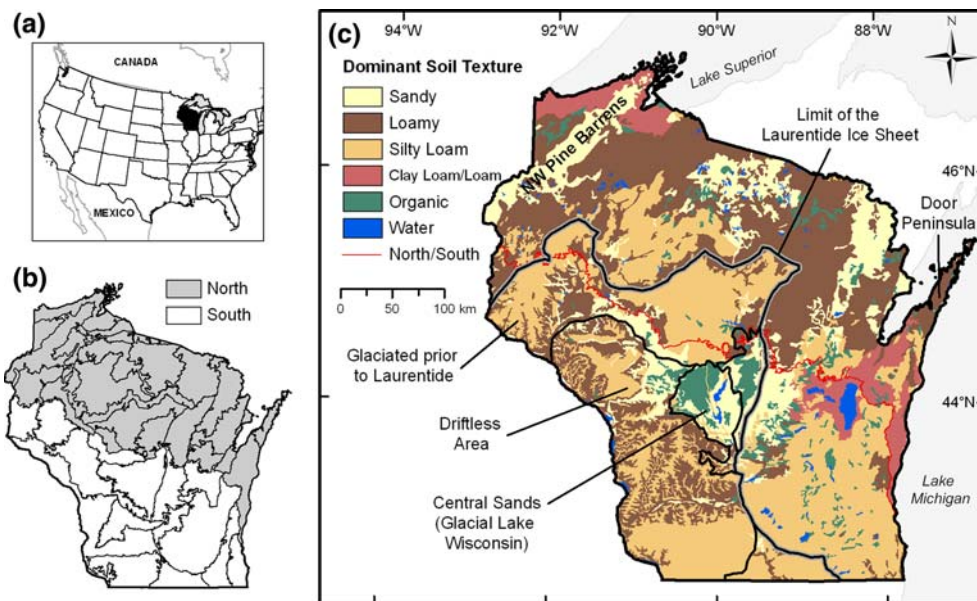 (a)
CANADA
MEXICO
(b)
North
South
(c)
94°W
92°W
90°W
88°W
N
Dominant Soil Texture
Sandy
Loamy
Silty Loam
Clay Loam/Loam
Organic
Water
North/South
0
50
100 km
NW Pine Barrens
Lake Superior
Limit of the
Laurentide Ice Sheet
46°N
Door
Peninsula
Glaciated prior
to Laurentide
Driftless
Area
44°N
Central Sands
(Glacial Lake
Wisconsin)
Lake
Michigan